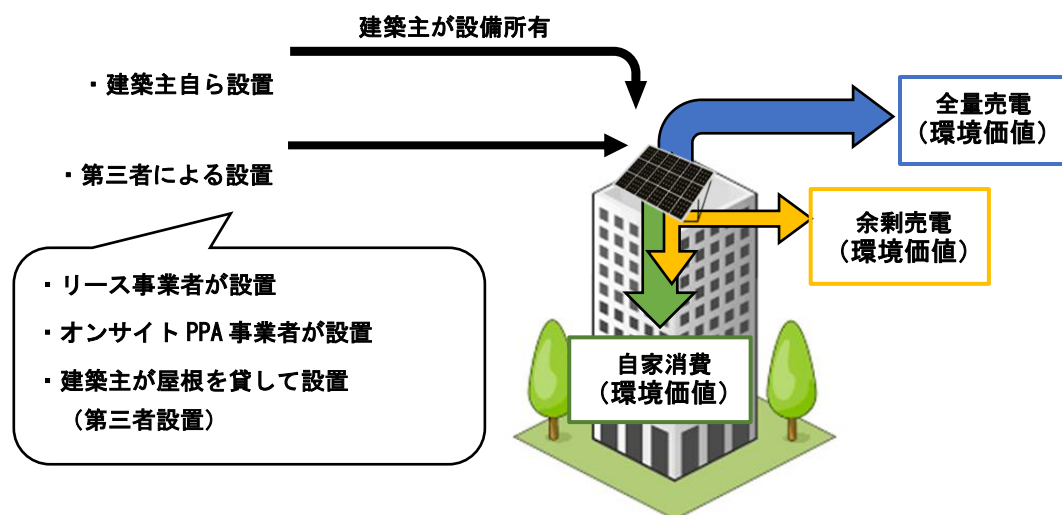 建築主が設備所有
・建築主自ら設置
・第三者による設置
・リース事業者が設置
・オンサイト PPA 事業者が設置
・建築主が屋根を貸して設置
（第三者設置）
全量売電
（環境価値）
余剰売電
（環境価値）
自家消費
（環境価値）